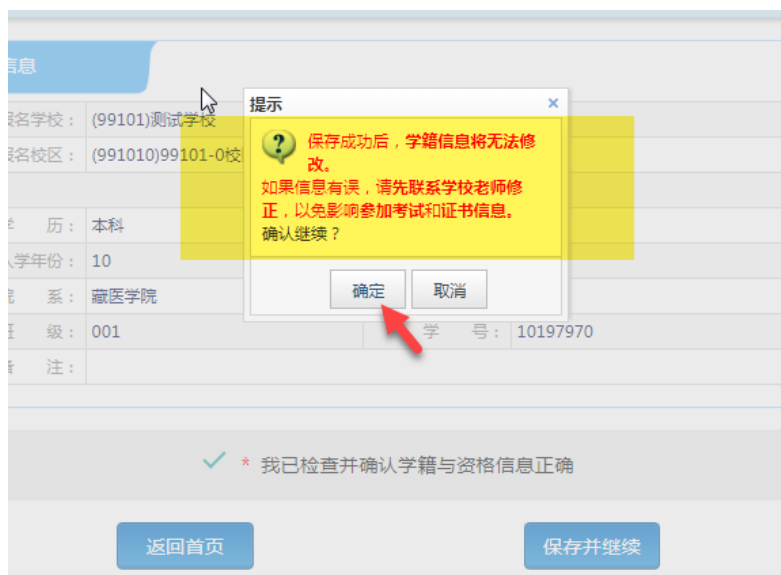 信息
提示 ×
报名学校： (99101)测试学校
报名校区： (991010)99101-0校
保存成功后，学籍信息将无法修
改。
如果信息有误，请先联系学校老师修
正，以免影响参加考试和证书信息。
确认继续？
历： 本科
入学年份： 10
系： 藏医学院
确定 取消
级： 001 学 号： 10197970
注：
* 我已检查并确认学籍与资格信息正确
返回首页 保存并继续